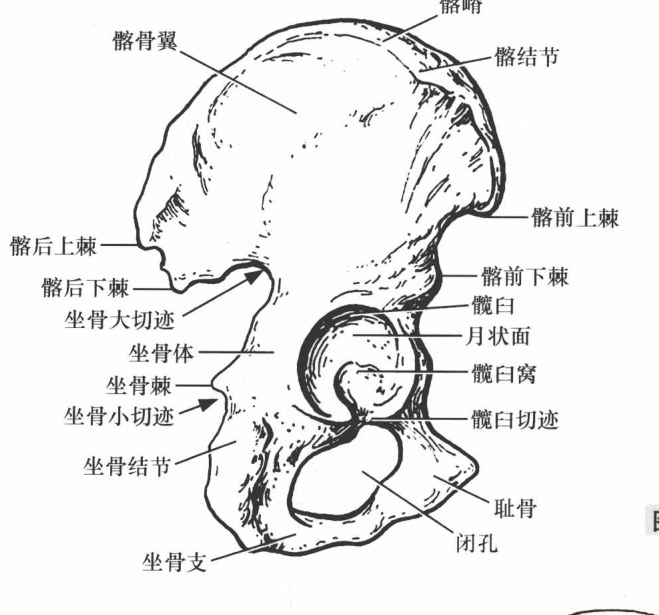 髂嵴
髂骨翼
髂结节
髂前上棘
髂后上棘
髂前下棘
髂后下棘
髋臼
坐骨大切迹
月状面
坐骨体
髋臼窝
坐骨棘
坐骨小切迹
髋臼切迹
坐骨结节
耻骨
闭孔
坐骨支